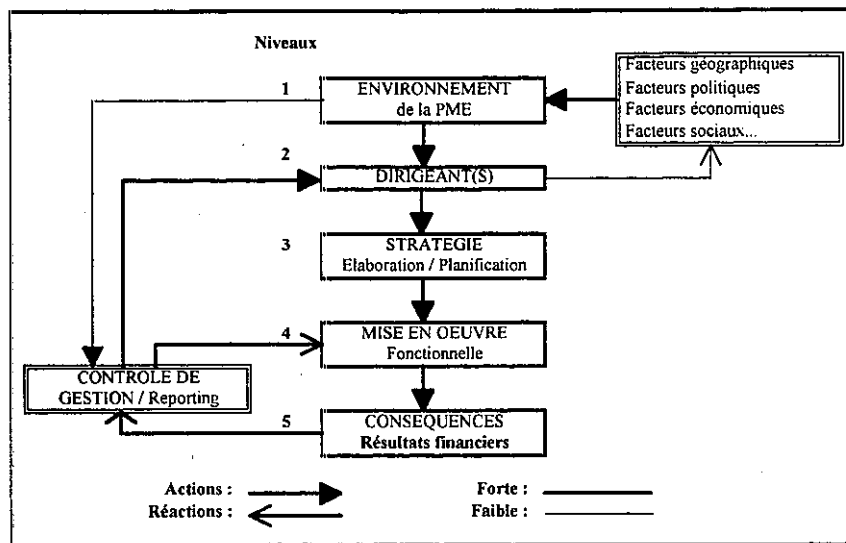 Niveaux
1
ENVIRONNEMENT
de la PME
Facteurs géographiques
Facteurs politiques
Facteurs économiques
Facteurs sociaux...
2
DIRIGEANT(S)
3
STRATEGIE
Elaboration / Planification
4
MISE EN OEUVRE
Fonctionnelle
CONTROLE DE
GESTION / Reporting
5
CONSEQUENCES
Résultats financiers
Actions :
Forte :
Réactions :
Faible :